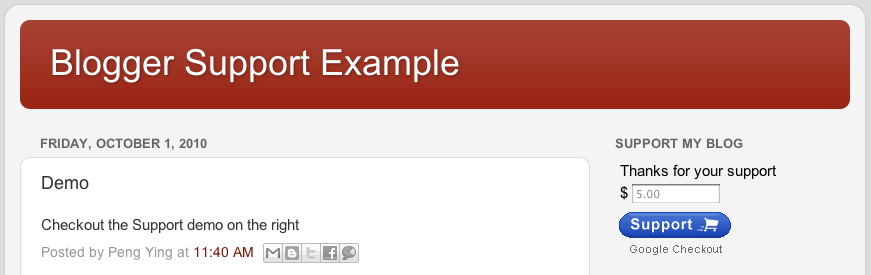 Blogger Support Example
FRIDAY, OCTOBER 1, 2010
Demo
Checkout the Support demo on the right
Posted by Peng Ying at 11:40 AM
SUPPORT MY BLOG
Thanks for your support
$ 5.00
Support
Google Checkout